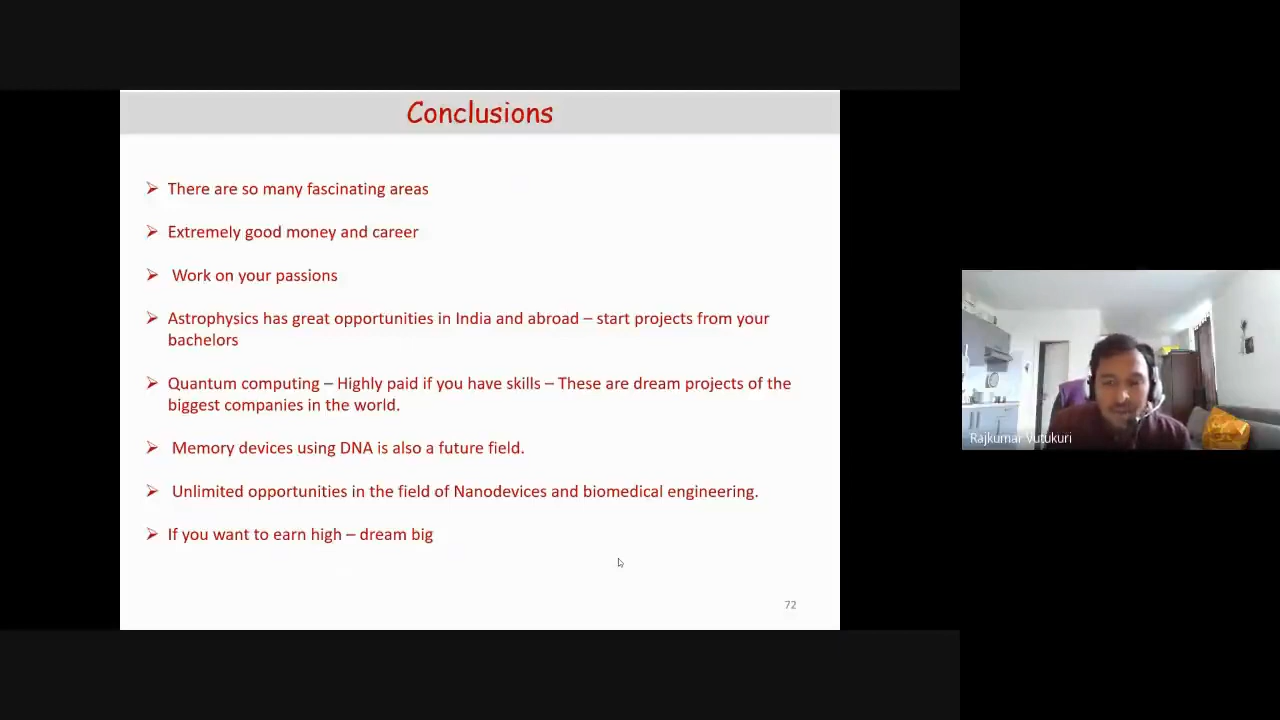 Conclusions
➢ There are so many fascinating areas
➢ Extremely good money and career
➢ Work on your passions
➢ Astrophysics has great opportunities in India and abroad – start projects from your
bachelors
➢ Quantum computing – Highly paid if you have skills – These are dream projects of the
biggest companies in the world.
➢ Memory devices using DNA is also a future field.
➢ Unlimited opportunities in the field of Nanodevices and biomedical engineering.
➢ If you want to earn high – dream big
72
Rajkumar Vutukuri